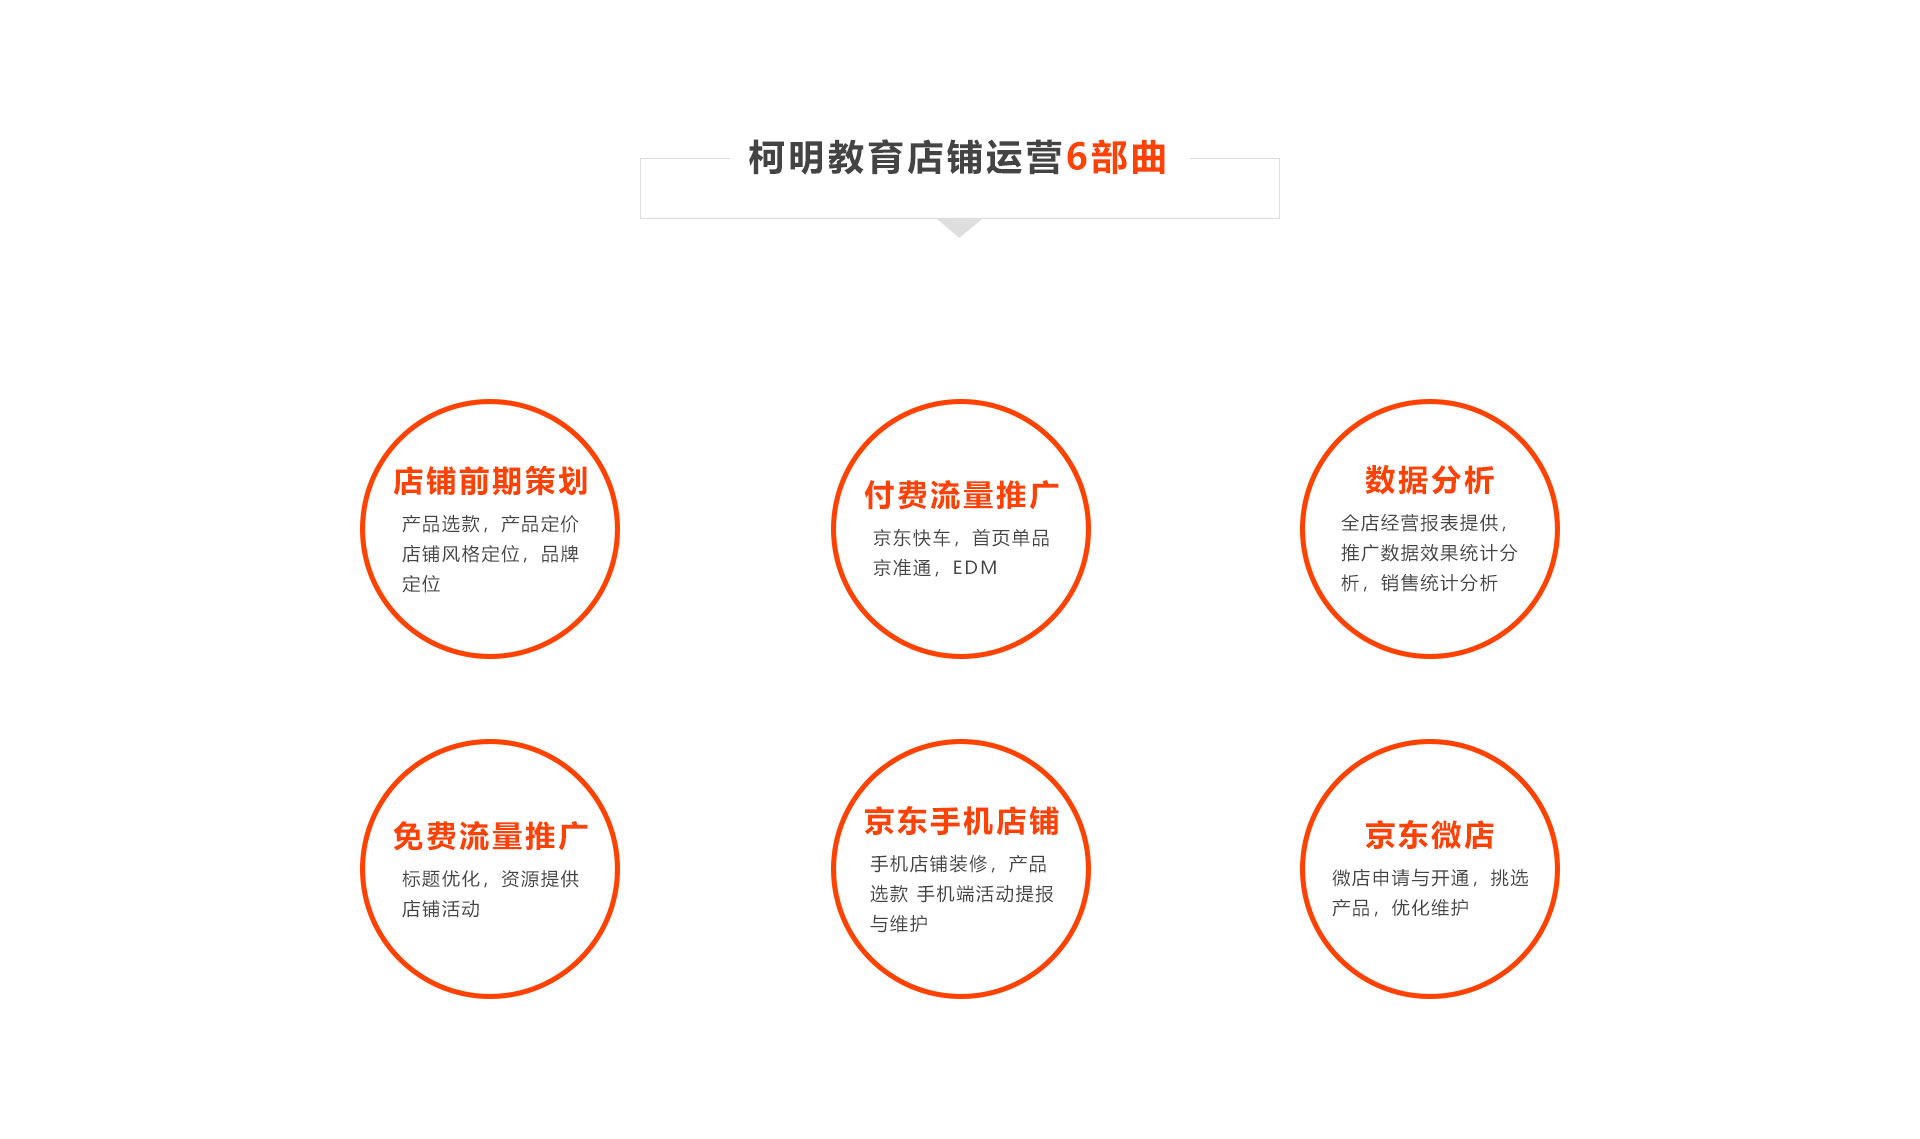 柯明教育店铺运营6部曲
店铺前期策划
产品选款，产品定价
店铺风格定位，品牌
定位
付费流量推广
京东快车，首页单品
京准通，EDM
数据分析
全店经营报表提供，
推广数据效果统计分
析，销售统计分析
免费流量推广
标题优化，资源提供
店铺活动
京东手机店铺
手机店铺装修，产品
选款 手机端活动提报
与维护
京东微店
微店申请与开通，挑选
产品，优化维护